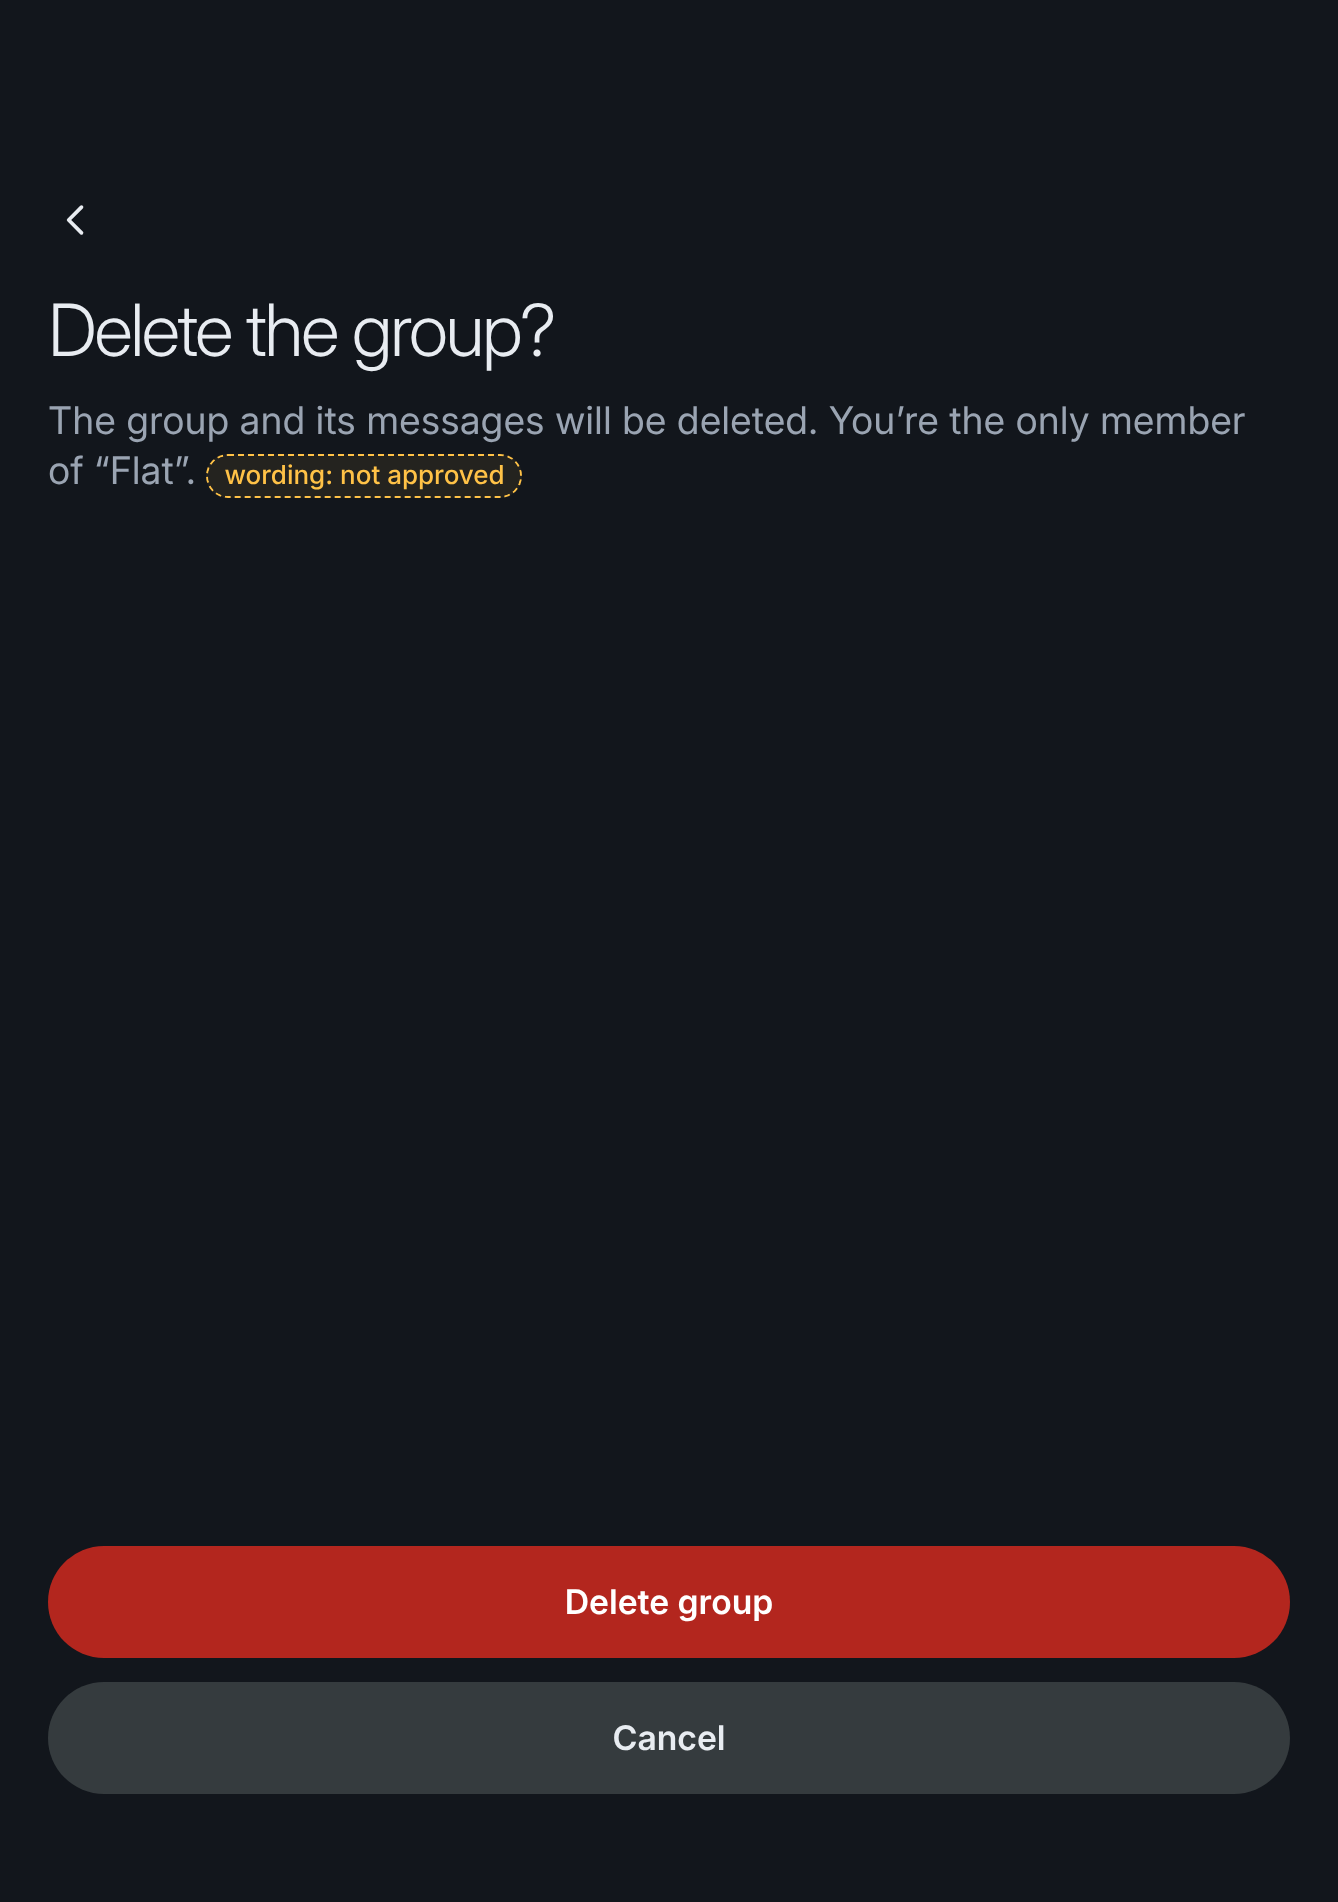 Delete the group?
The group and its messages will be deleted. You’re the only member
of “Flat”. wording: not approved
Delete group
Cancel